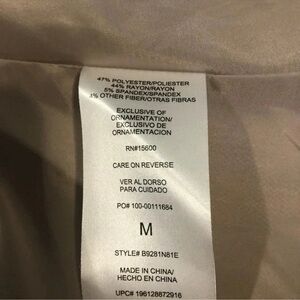 47% POLYESTER/POLIESTER
44% RAYON/RAYON
5% SPANDEX/SPANDEX
4% OTHER FIBER/OTRAS FIBRAS
EXCLUSIVE OF
ORNAMENTATION/
EXCLUSIVO DE
ORNAMENTACION
RN#15600
CARE ON REVERSE
VER AL DORSO
PARA CUIDADO
PO# 100-00111684
M
STYLE# B9281N81E
MADE IN CHINA/
HECHO EN CHINA
UPC# 196128672916